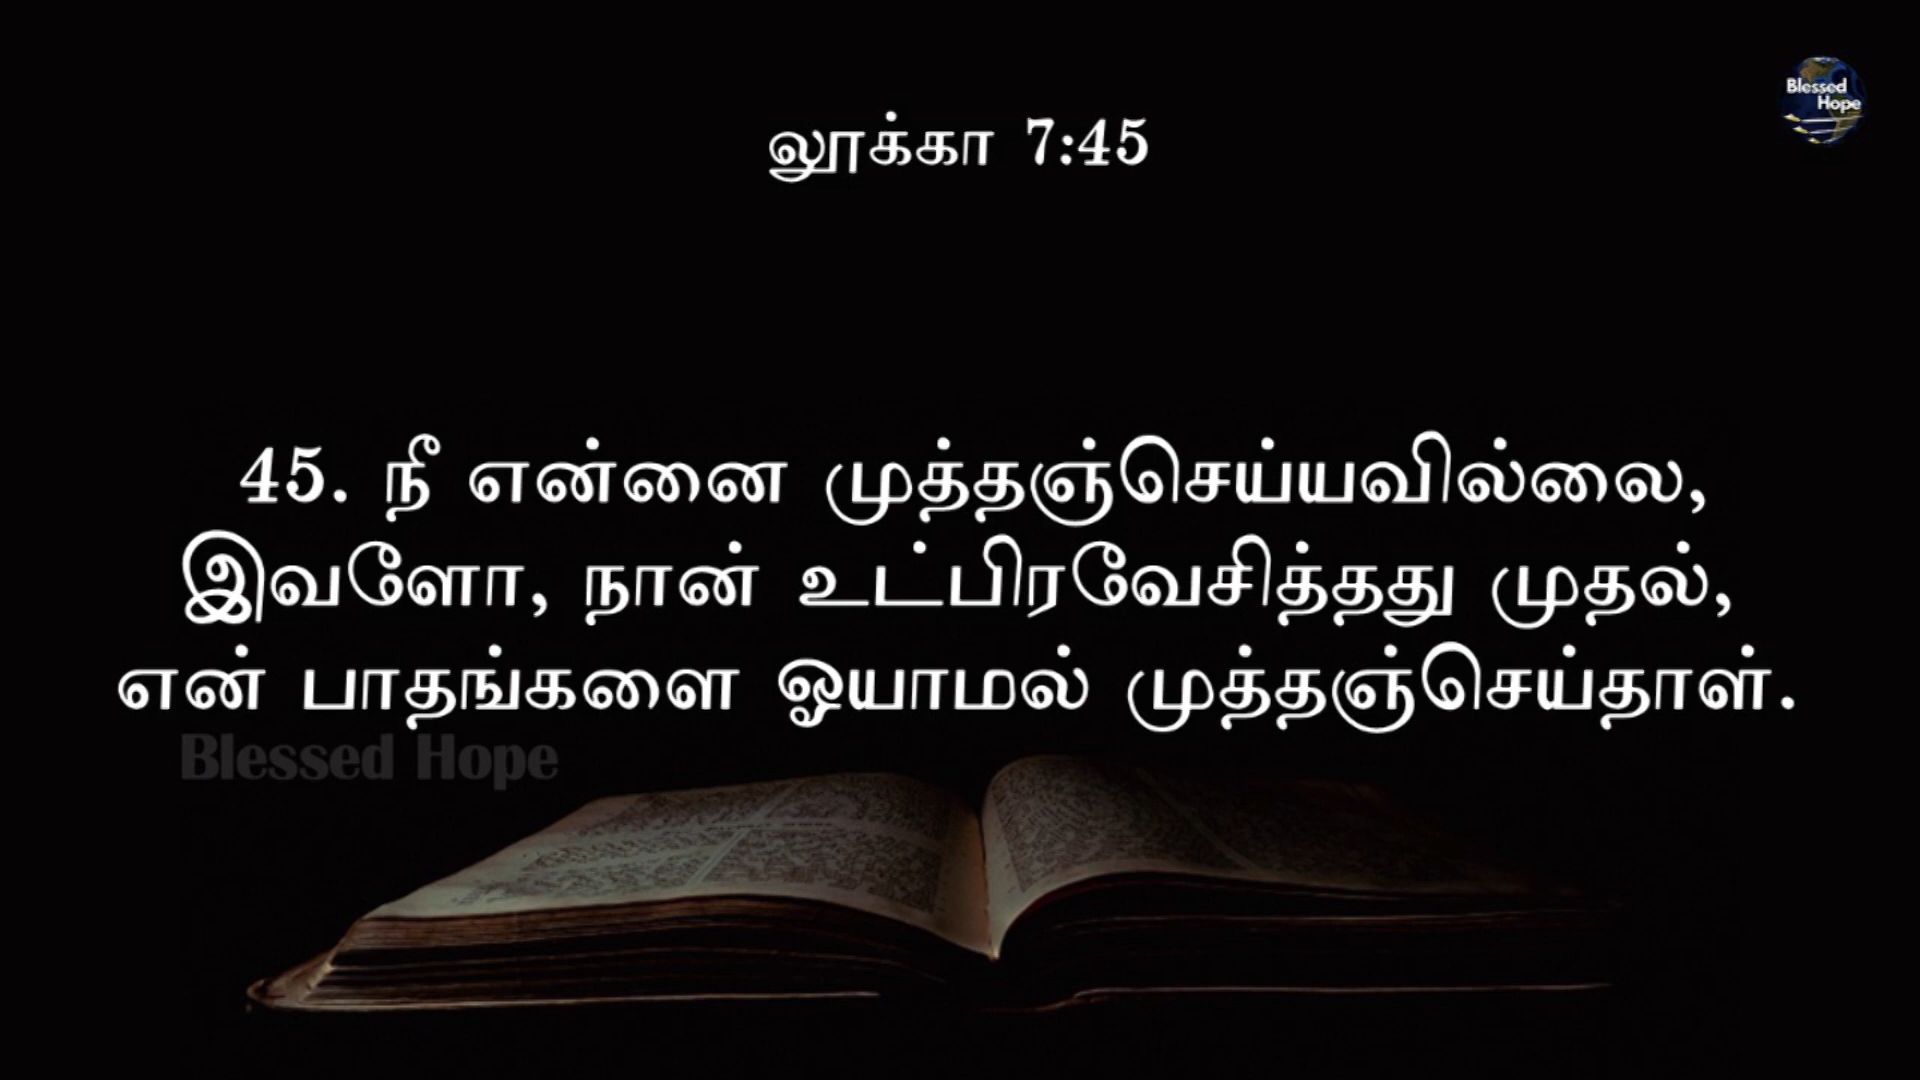 Blessed
Hope
லூக்கா 7:45
45. நீ என்னை முத்தஞ்செய்யவில்லை,
இவளோ, நான் உட்பிரவேசித்தது முதல்,
என் பாதங்களை ஓயாமல் முத்தஞ்செய்தாள்.
Blessed Hope